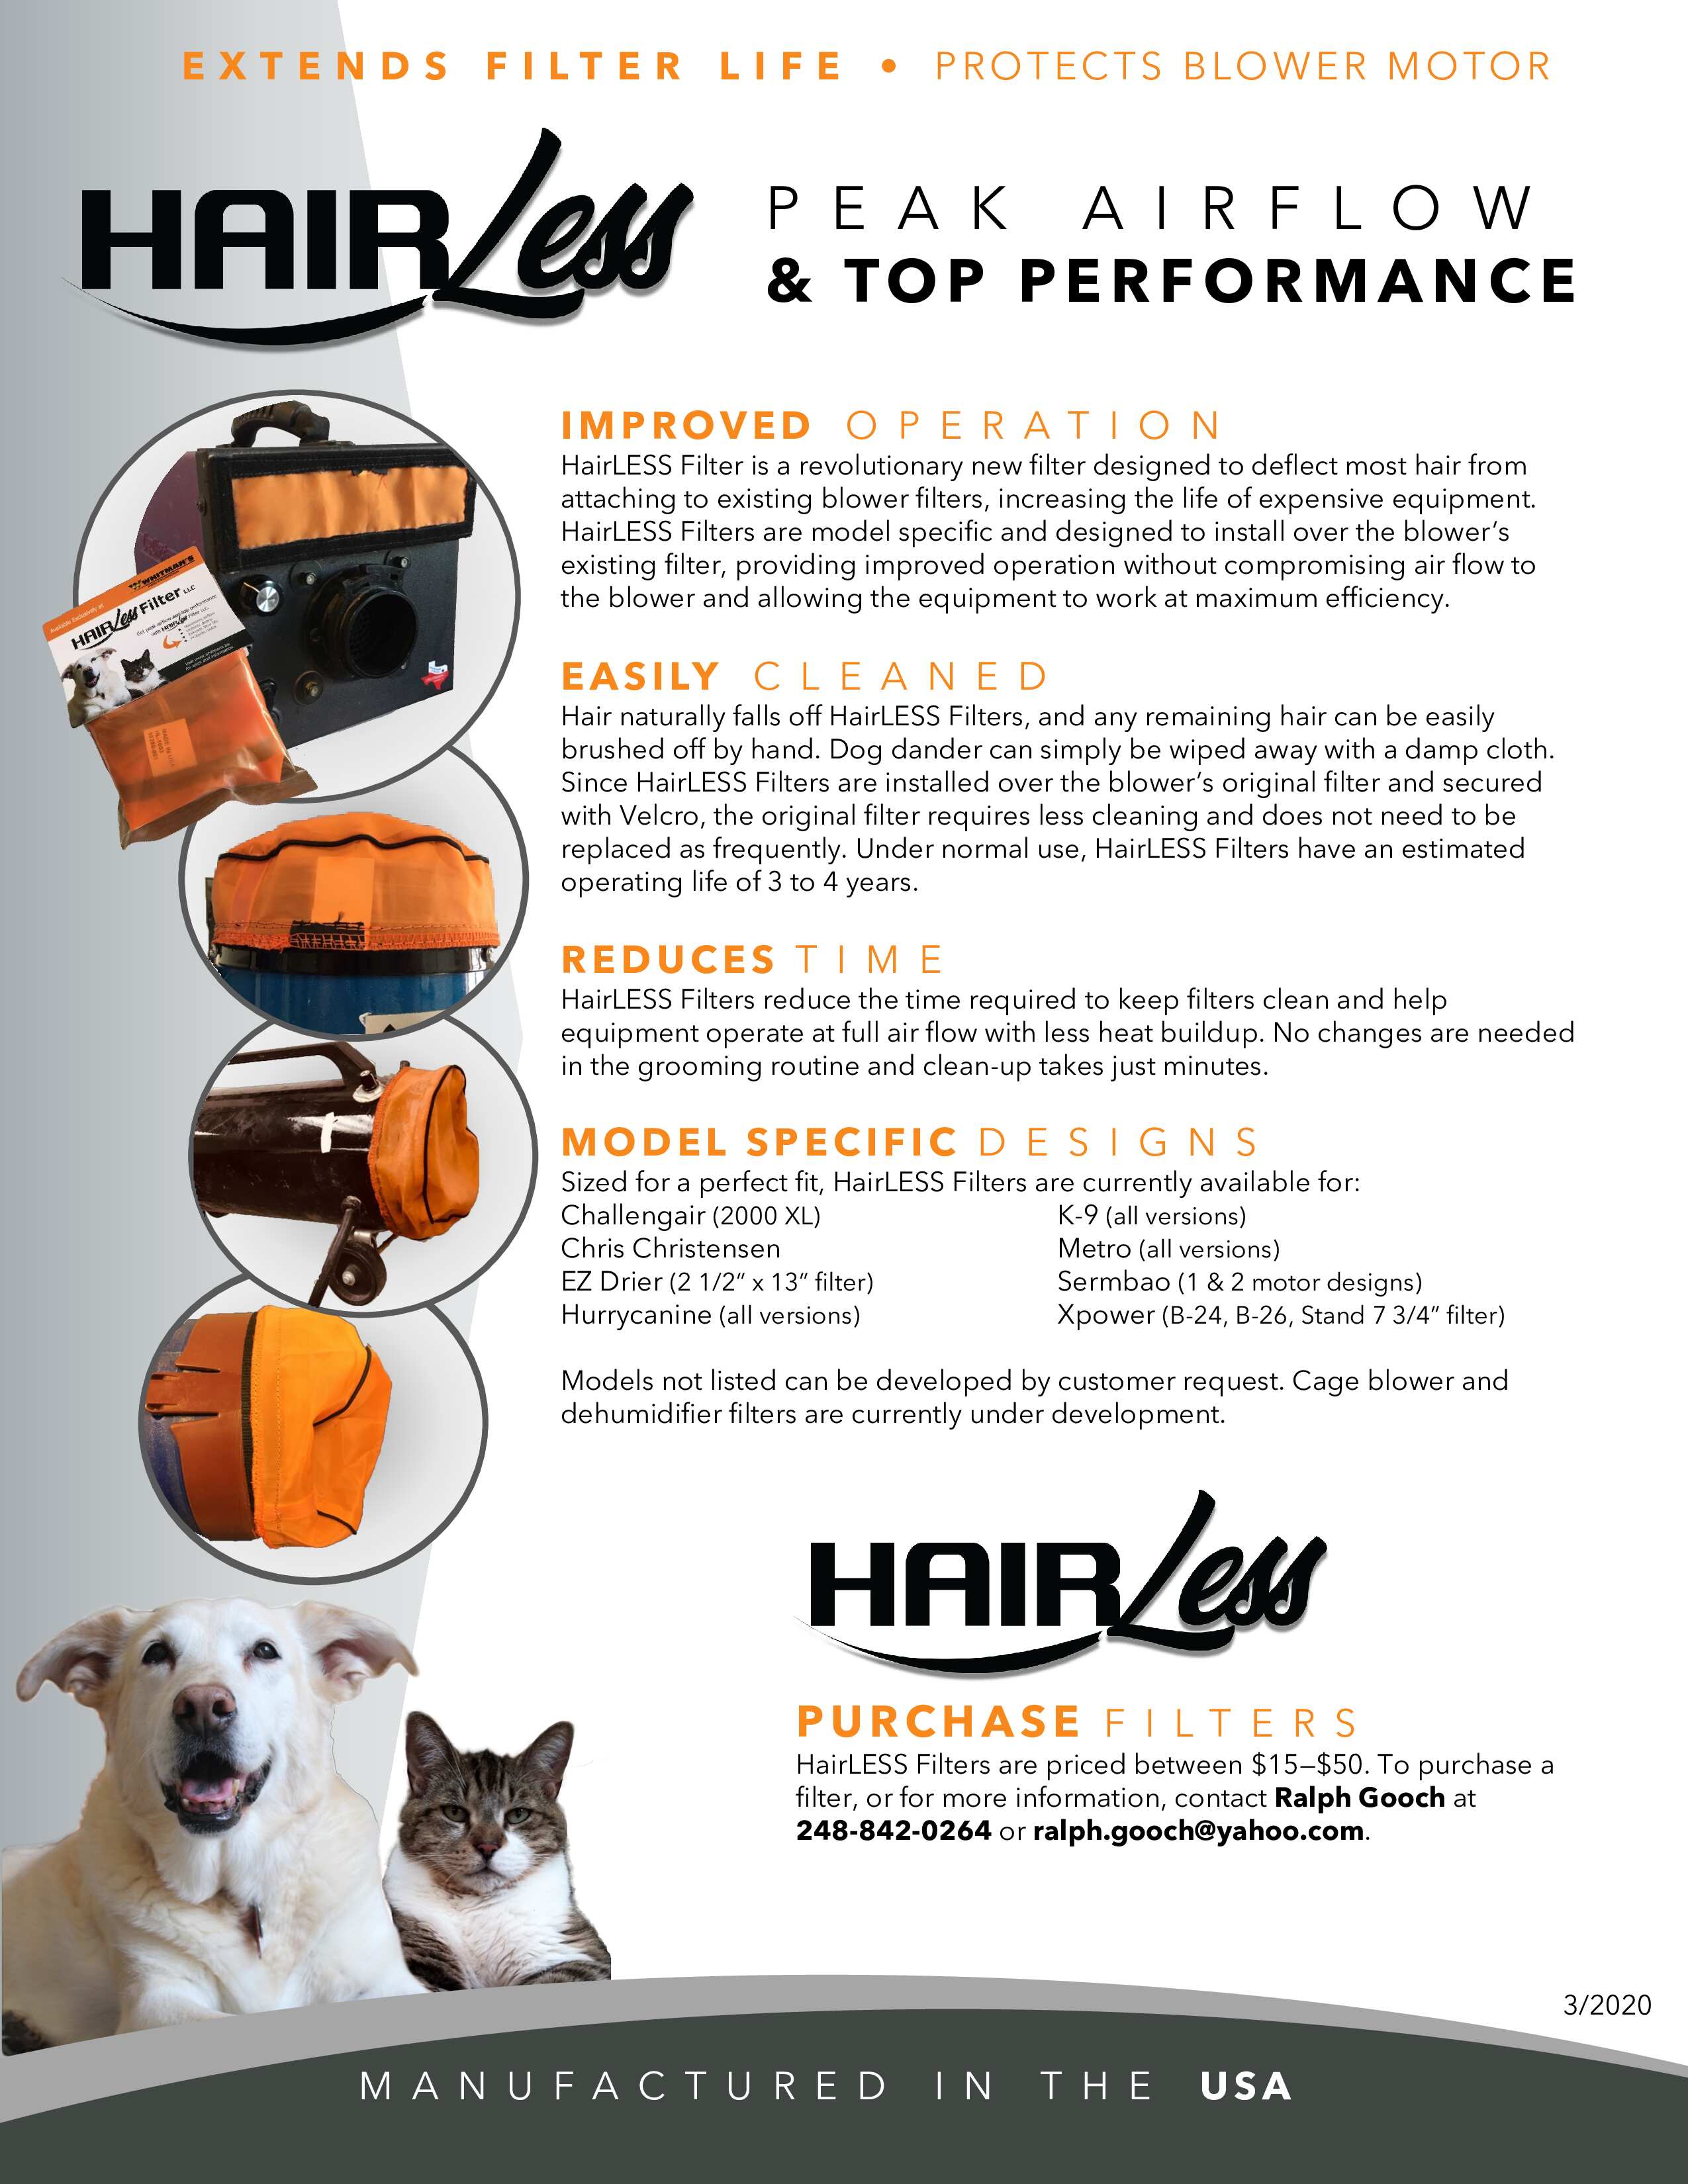 EXTENDS FILTER LIFE • PROTECTS BLOWER MOTOR
HAIRLess
PEAK AIRFLOW
& TOP PERFORMANCE
IMPROVED OPERATION
HairLESS Filter is a revolutionary new filter designed to deflect most hair from
attaching to existing blower filters, increasing the life of expensive equipment.
HairLESS Filters are model specific and designed to install over the blower’s
existing filter, providing improved operation without compromising air flow to
the blower and allowing the equipment to work at maximum efficiency.
Available Exclusively at
WHITMAN'S
HAIRLess Filter LLC
EASILY CLEANED
Hair naturally falls off HairLESS Filters, and any remaining hair can be easily
brushed off by hand. Dog dander can simply be wiped away with a damp cloth.
Since HairLESS Filters are installed over the blower’s original filter and secured
with Velcro, the original filter requires less cleaning and does not need to be
replaced as frequently. Under normal use, HairLESS Filters have an estimated
operating life of 3 to 4 years.
REDUCES TIME
HairLESS Filters reduce the time required to keep filters clean and help
equipment operate at full air flow with less heat buildup. No changes are needed
in the grooming routine and clean-up takes just minutes.
MODEL SPECIFIC DESIGNS
Sized for a perfect fit, HairLESS Filters are currently available for:
Challengair (2000 XL)
Chris Christensen
EZ Drier (2 1/2” x 13” filter)
Hurrycanine (all versions)
K-9 (all versions)
Metro (all versions)
Sermbao (1 & 2 motor designs)
Xpower (B-24, B-26, Stand 7 3/4” filter)
Models not listed can be developed by customer request. Cage blower and
dehumidifier filters are currently under development.
HAIRLess
PURCHASE FILTERS
HairLESS Filters are priced between $15–$50. To purchase a
filter, or for more information, contact Ralph Gooch at
248-842-0264 or ralph.gooch@yahoo.com.
3/2020
MANUFACTURED IN THE USA